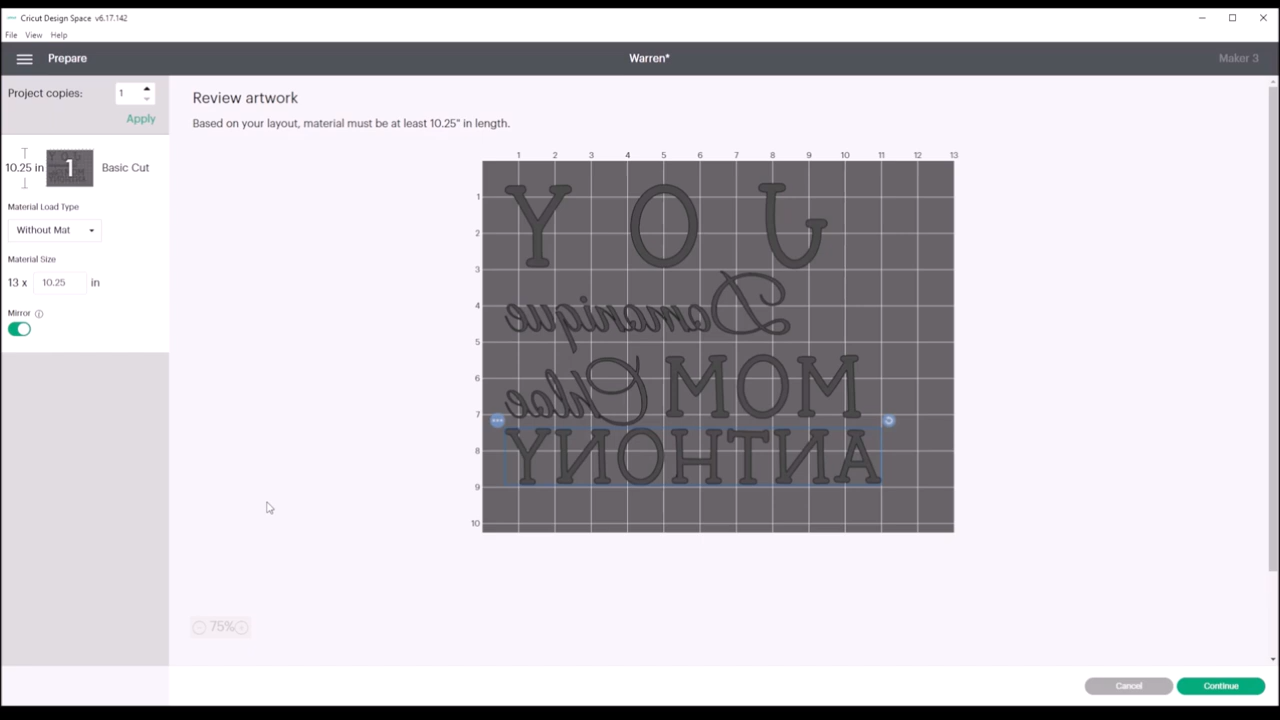 Cricut Design Space v6.17.142
File View Help
Prepare
Warren*
Maker 3
Project copies: 1
Apply
10.25 in 1 Basic Cut
Material Load Type
Without Mat
Material Size
13 x 10.25 in
Mirror
Review artwork
Based on your layout, material must be at least 10.25" in length.
1 2 3 4 5 6 7 8 9 10 11 12 13
1
2
3
4
5
6
7
8
9
10
YOU
Damonique
Chloe MOM
ANTHONY
75%
Cancel Continue